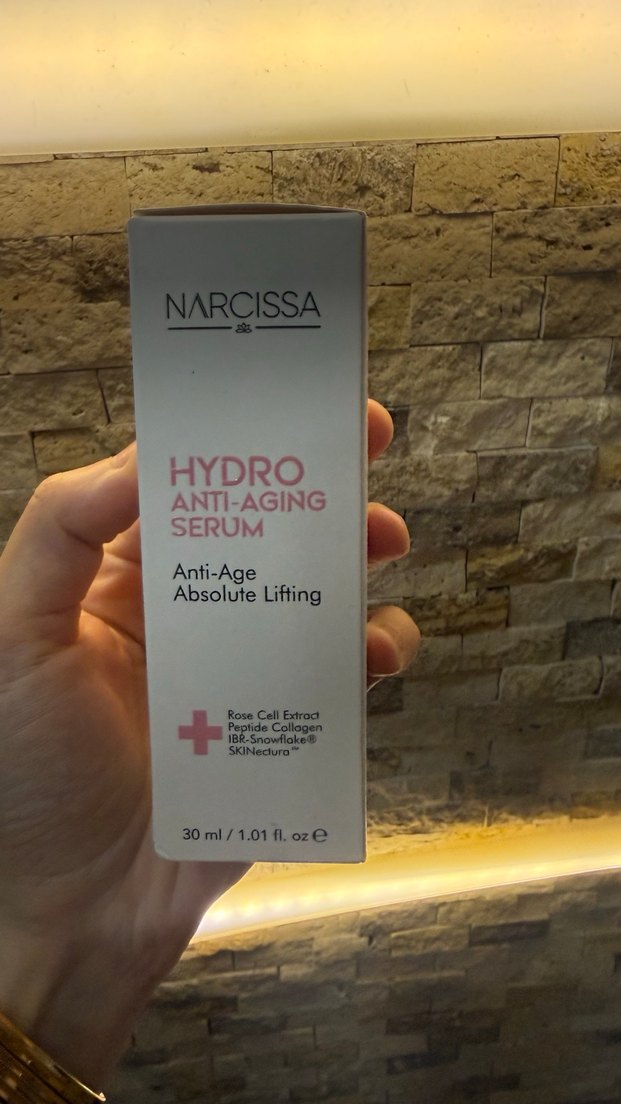 NARCISSA
HYDRO
ANTI-AGING
SERUM
Anti-Age
Absolute Lifting
Rose Cell Extract
Peptide Collagen
IBR-Snowflake®
SKINectura™
30 ml / 1.01 fl. oz ℮